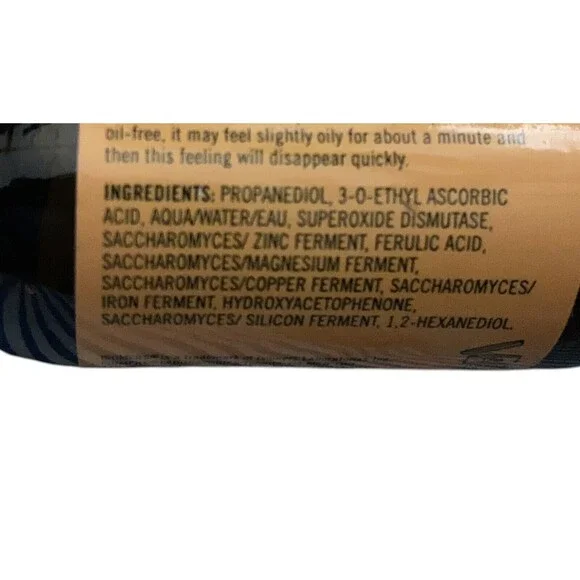 oil-free, it may feel slightly oily for about a minute and
then this feeling will disappear quickly.
INGREDIENTS: PROPANEDIOL, 3-O-ETHYL ASCORBIC
ACID, AQUA/WATER/EAU, SUPEROXIDE DISMUTASE,
SACCHAROMYCES/ ZINC FERMENT, FERULIC ACID,
SACCHAROMYCES/MAGNESIUM FERMENT,
SACCHAROMYCES/COPPER FERMENT, SACCHAROMYCES/
IRON FERMENT, HYDROXYACETOPHENONE,
SACCHAROMYCES/ SILICON FERMENT, 1,2-HEXANEDIOL.